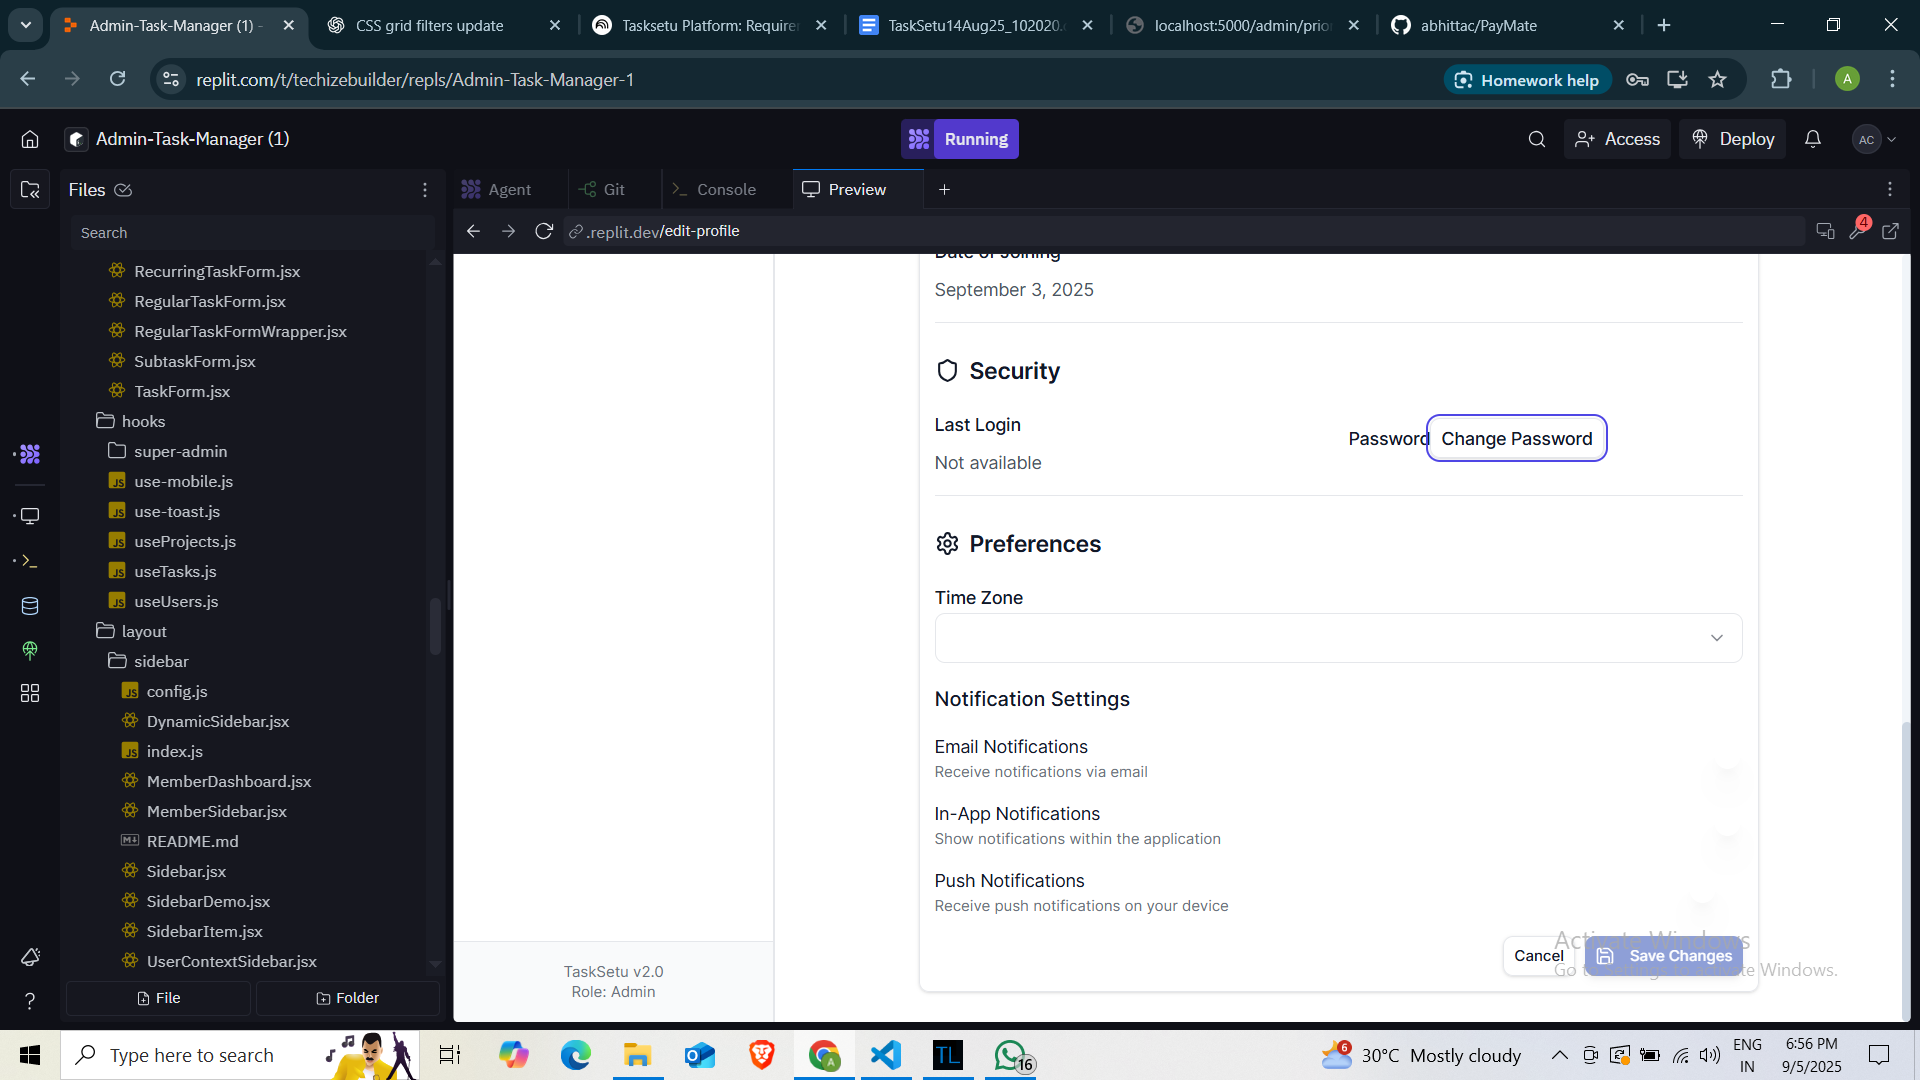 Admin-Task-Manager (1) -
CSS grid filters update
Tasksetu Platform: Require
TaskSetu14Aug25_102020.
localhost:5000/admin/prior
abhittac/PayMate
replit.com/t/techizebuilder/repls/Admin-Task-Manager-1
Homework help
A
Admin-Task-Manager (1)
Running
Access
Deploy
AC
Files
Agent
Git
Console
Preview
Search
.replit.dev/edit-profile
4
RecurringTaskForm.jsx
RegularTaskForm.jsx
RegularTaskFormWrapper.jsx
SubtaskForm.jsx
TaskForm.jsx
hooks
super-admin
use-mobile.js
use-toast.js
useProjects.js
useTasks.js
useUsers.js
layout
sidebar
config.js
DynamicSidebar.jsx
index.js
MemberDashboard.jsx
MemberSidebar.jsx
README.md
Sidebar.jsx
SidebarDemo.jsx
SidebarItem.jsx
UserContextSidebar.jsx
File
Folder
TaskSetu v2.0
Role: Admin
Date of Joining
September 3, 2025
Security
Last Login
Not available
Password
Change Password
Preferences
Time Zone
Notification Settings
Email Notifications
Receive notifications via email
In-App Notifications
Show notifications within the application
Push Notifications
Receive push notifications on your device
Cancel
Save Changes
Activate Windows
Go to Settings to activate Windows.
Type here to search
TL
16
6
30°C Mostly cloudy
ENG
IN
6:56 PM
9/5/2025